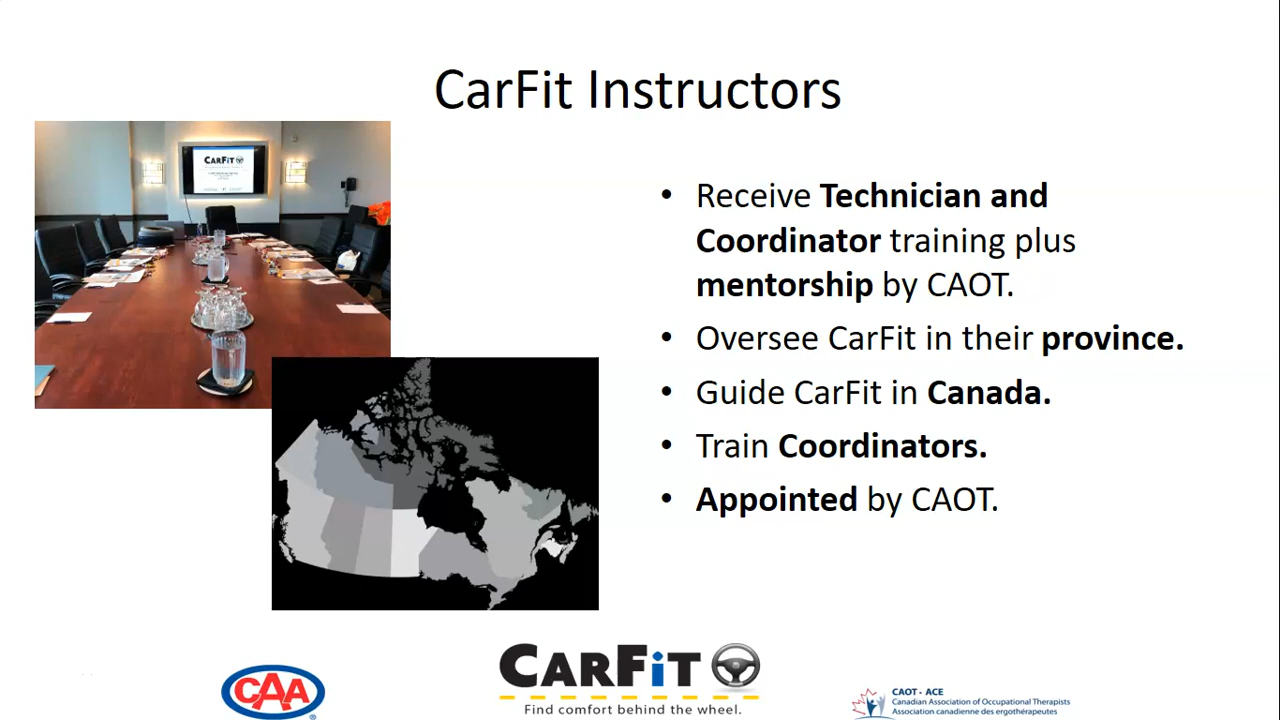 CarFit Instructors
CARFiT
• Receive Technician and
Coordinator training plus
mentorship by CAOT.
• Oversee CarFit in their province.
• Guide CarFit in Canada.
• Train Coordinators.
• Appointed by CAOT.
CAA
CARFiT
Find comfort behind the wheel.
CAOT • ACE
Canadian Association of Occupational Therapists
Association canadienne des ergothérapeutes